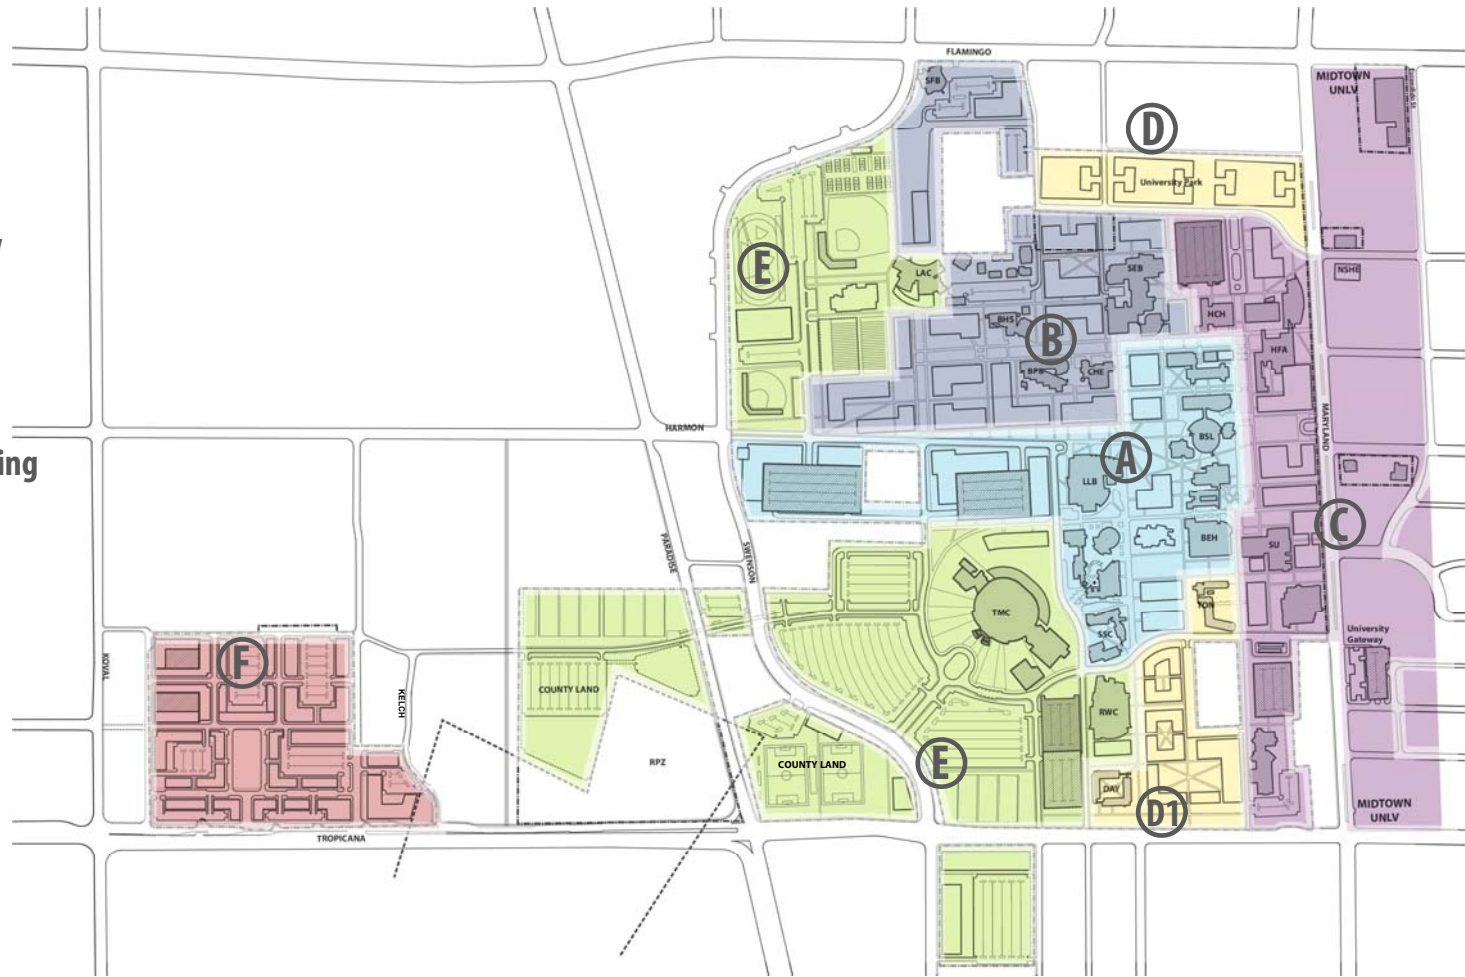 FLAMINGO
SFB
MIDTOWN
UNLV
D
University Park
E
LAC
SEB
NSHE
BHS
HCH
B
HFA
BPB
CHE
HARMON
MARYLAND
BSL
A
ing
LLB
C
PARADISE
SWENSON
BEH
SU
TMC
TON
SSC
University
Gateway
KOVAL
F
KELCH
COUNTY LAND
RWC
RPZ
COUNTY LAND
E
DAY
D1
MIDTOWN
UNLV
TROPICANA